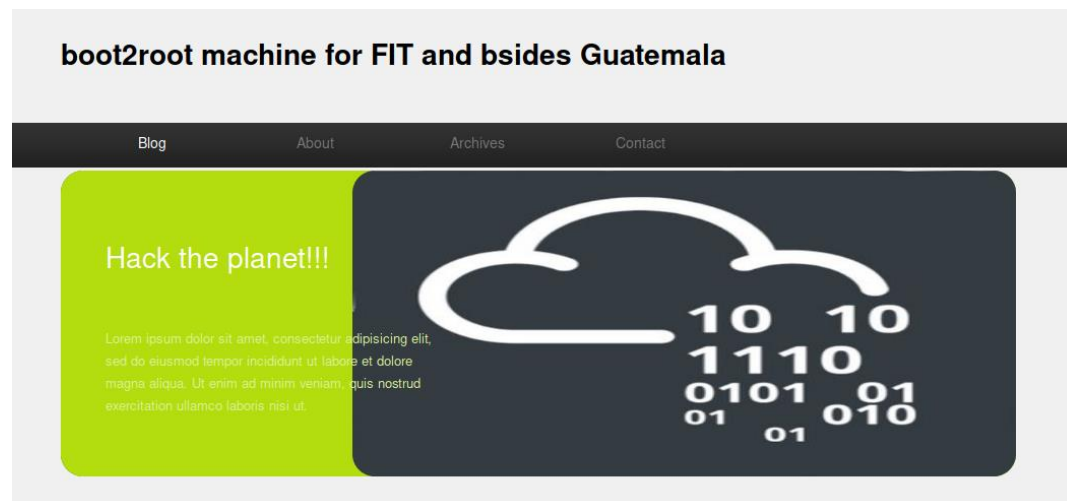 boot2root machine for FIT and bsides Guatemala
Blog About Archives Contact
Hack the planet!!!
Lorem ipsum dolor sit amet, consectetur adipisicing elit,
sed do eiusmod tempor incididunt ut labore et dolore
magna aliqua. Ut enim ad minim veniam, quis nostrud
exercitation ullamco laboris nisi ut.
10 10
1110
0101 01
01 010
01